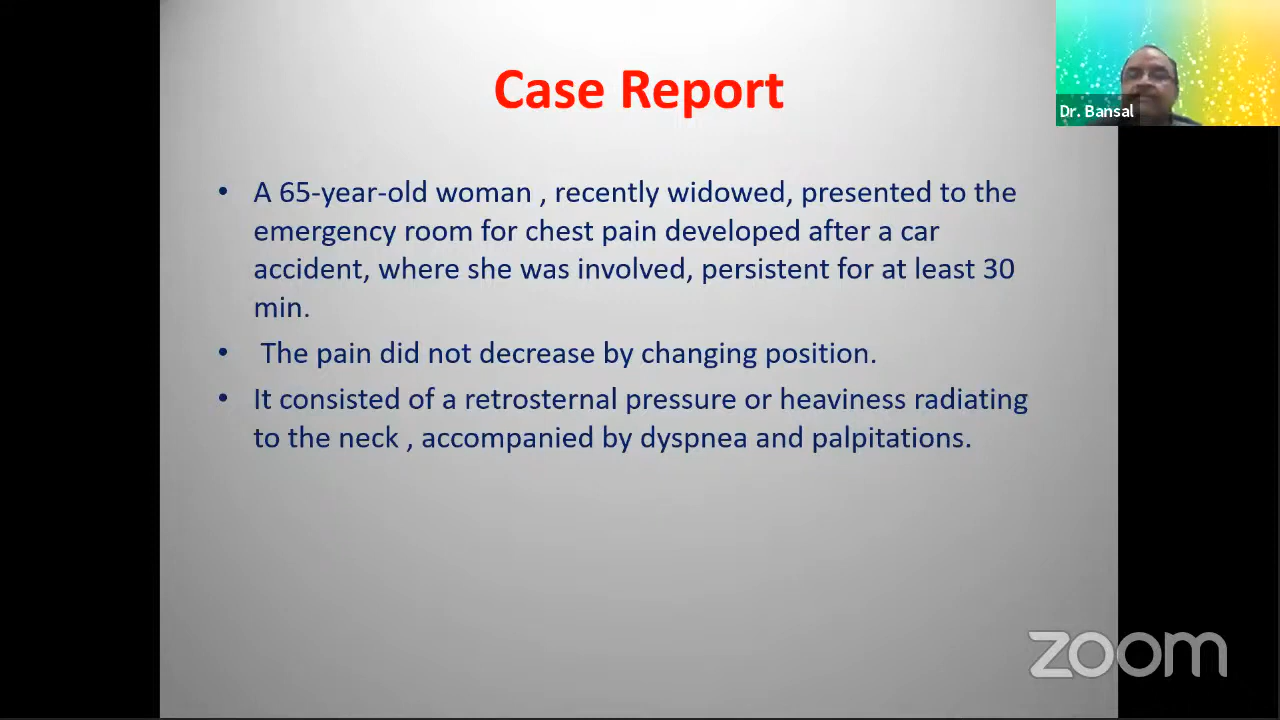 Case Report
Dr. Bansal
• A 65-year-old woman , recently widowed, presented to the
emergency room for chest pain developed after a car
accident, where she was involved, persistent for at least 30
min.
• The pain did not decrease by changing position.
• It consisted of a retrosternal pressure or heaviness radiating
to the neck , accompanied by dyspnea and palpitations.
zoom